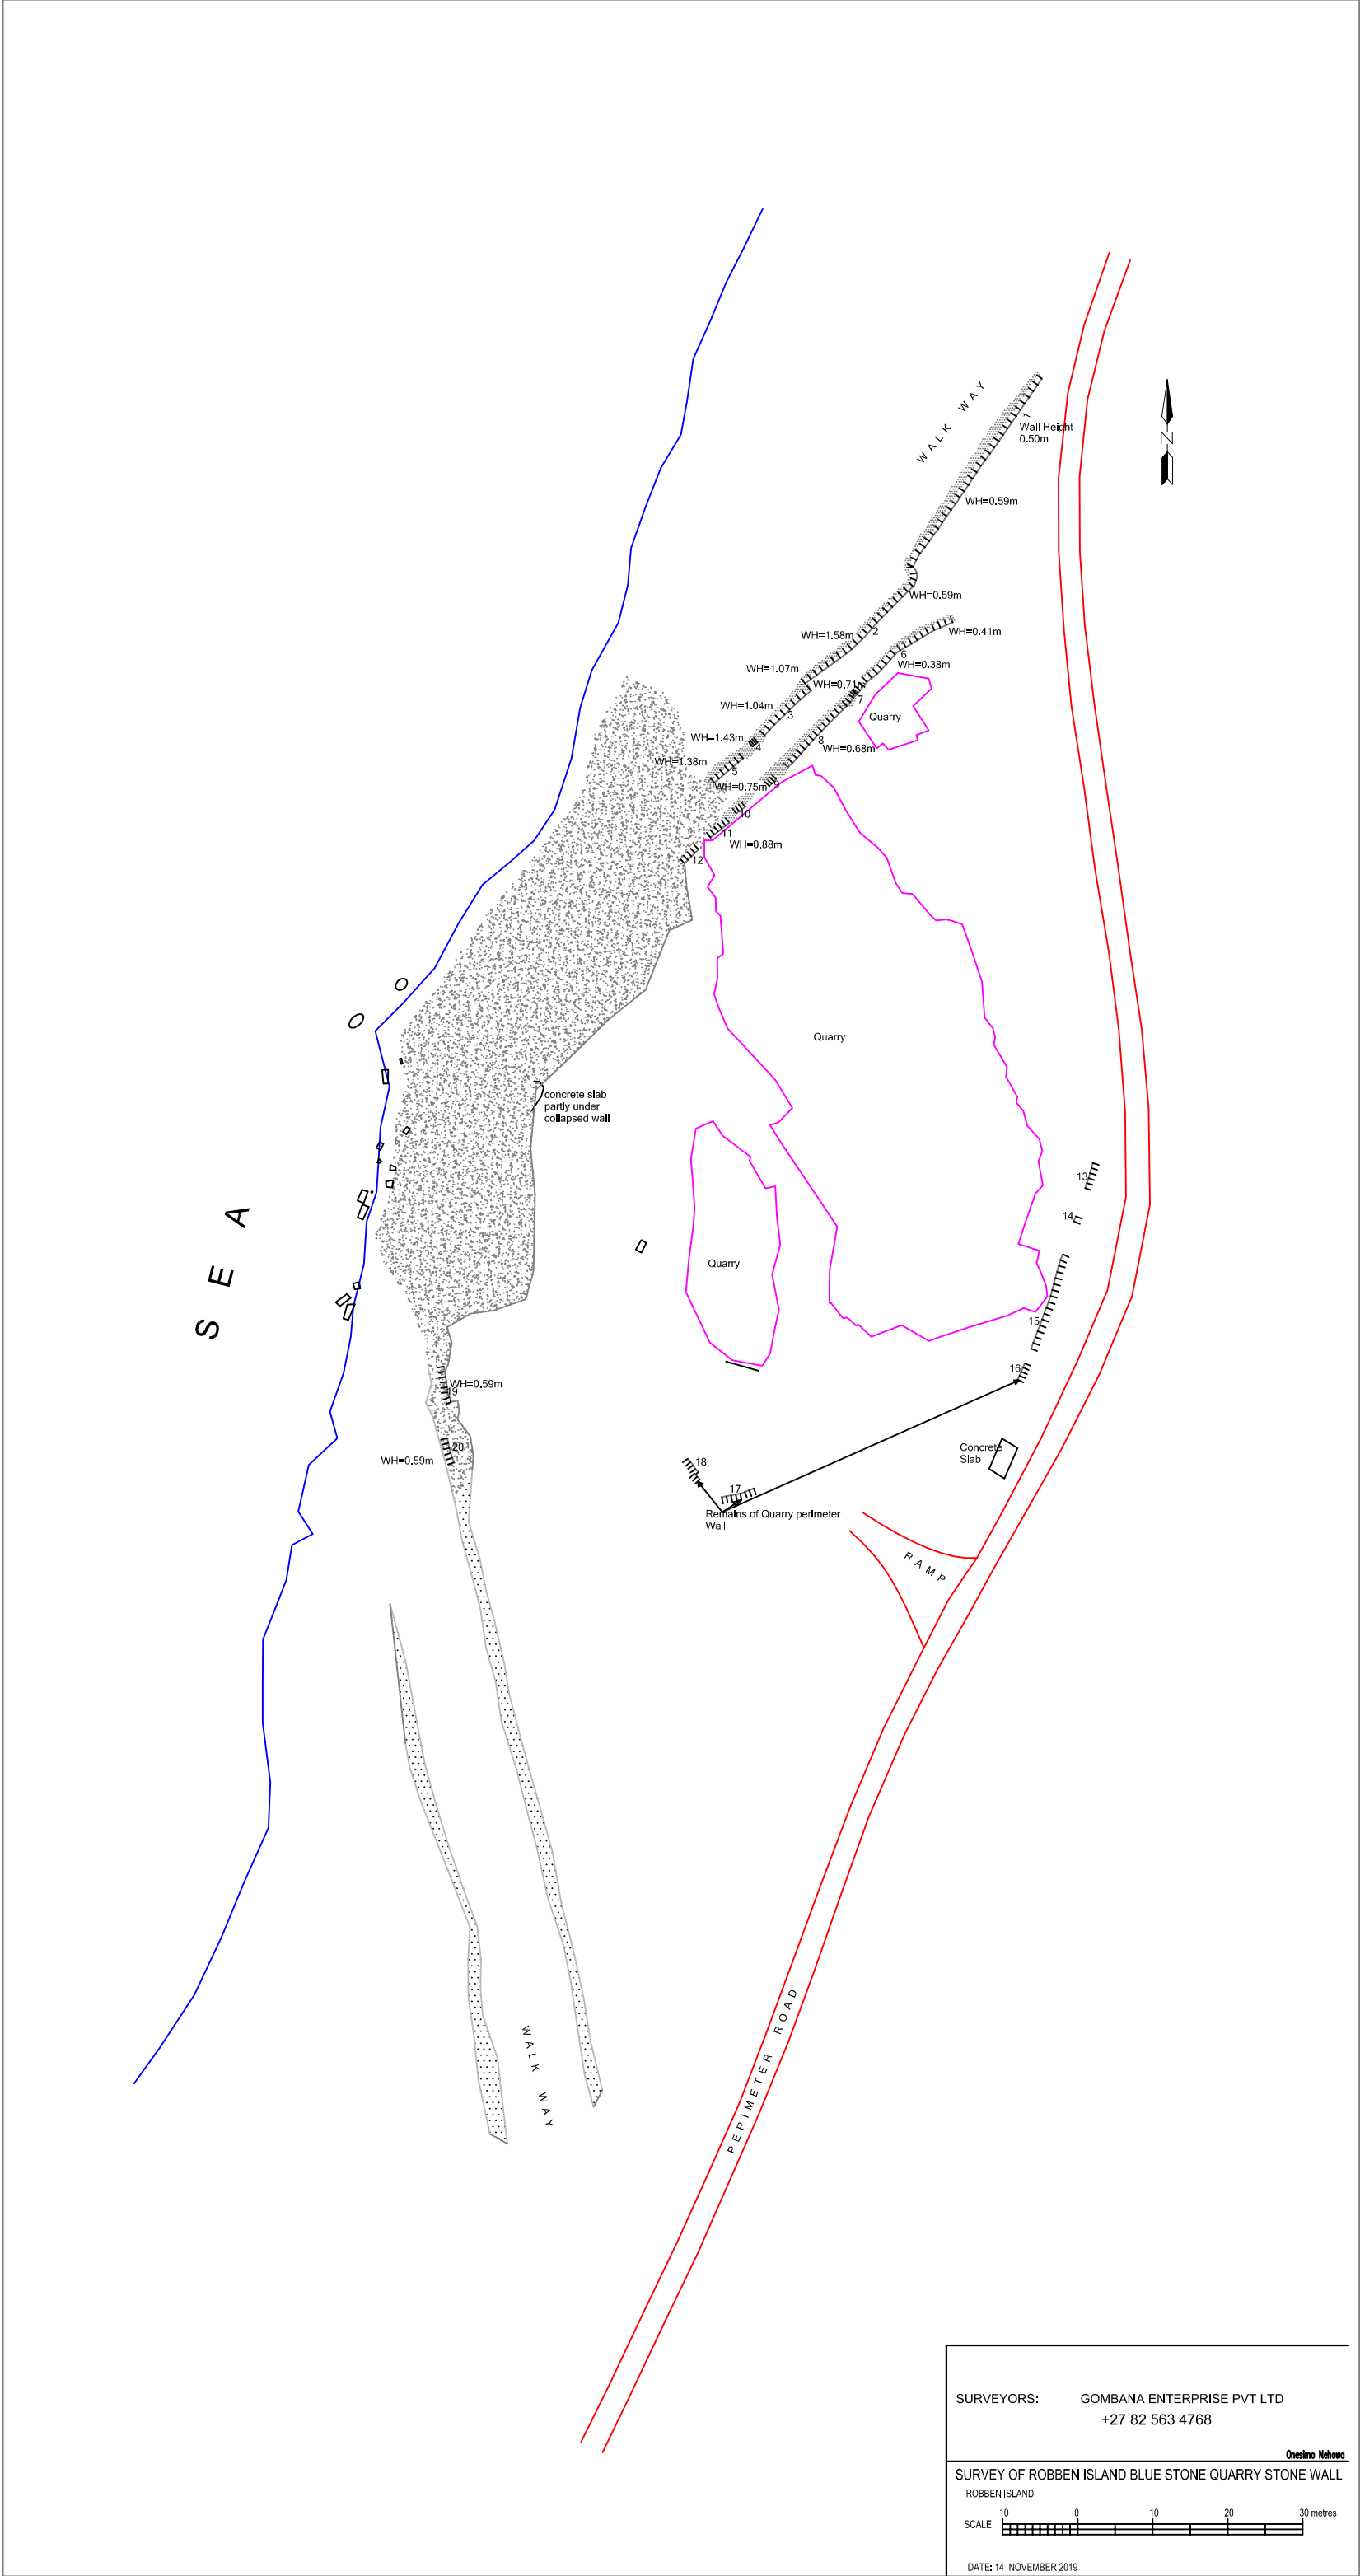 WALK WAY
1
Wall Height
0.50m
N
WH=0.59m
WH=0.59m
2
WH=1.58m
WH=0.41m
6
WH=0.38m
WH=1.07m
WH=0.71m
7
WH=1.04m
3
Quarry
WH=1.43m
4
8
WH=0.68m
WH=1.38m
5
WH=0.75m
9
10
11
WH=0.88m
12
Quarry
concrete slab
partly under
collapsed wall
13
SEA
14
Quarry
15
16
WH=0.59m
19
20
WH=0.59m
Concrete
Slab
18
17
Remains of Quarry perimeter
Wall
RAMP
PERIMETER ROAD
WALK WAY
SURVEYORS: GOMBANA ENTERPRISE PVT LTD
+27 82 563 4768
Onesimo Nehowa
SURVEY OF ROBBEN ISLAND BLUE STONE QUARRY STONE WALL
ROBBEN ISLAND
10 0 10 20 30 metres
SCALE
DATE: 14 NOVEMBER 2019